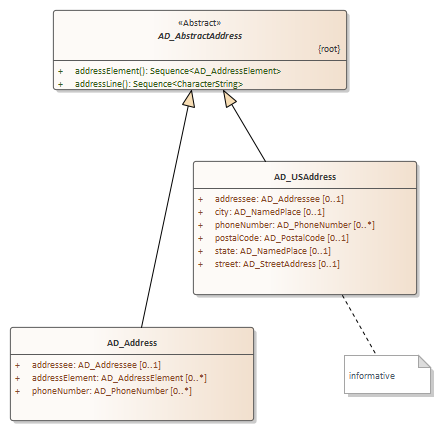 «Abstract»
AD_AbstractAddress
{root}
+ addressElement(): Sequence<AD_AddressElement>
+ addressLine(): Sequence<CharacterString>
AD_USAddress
+ addressee: AD_Addressee [0..1]
+ city: AD_NamedPlace [0..1]
+ phoneNumber: AD_PhoneNumber [0..*]
+ postalCode: AD_PostalCode [0..1]
+ state: AD_NamedPlace [0..1]
+ street: AD_StreetAddress [0..1]
AD_Address
+ addressee: AD_Addressee [0..1]
+ addressElement: AD_AddressElement [0..*]
+ phoneNumber: AD_PhoneNumber [0..*]
informative